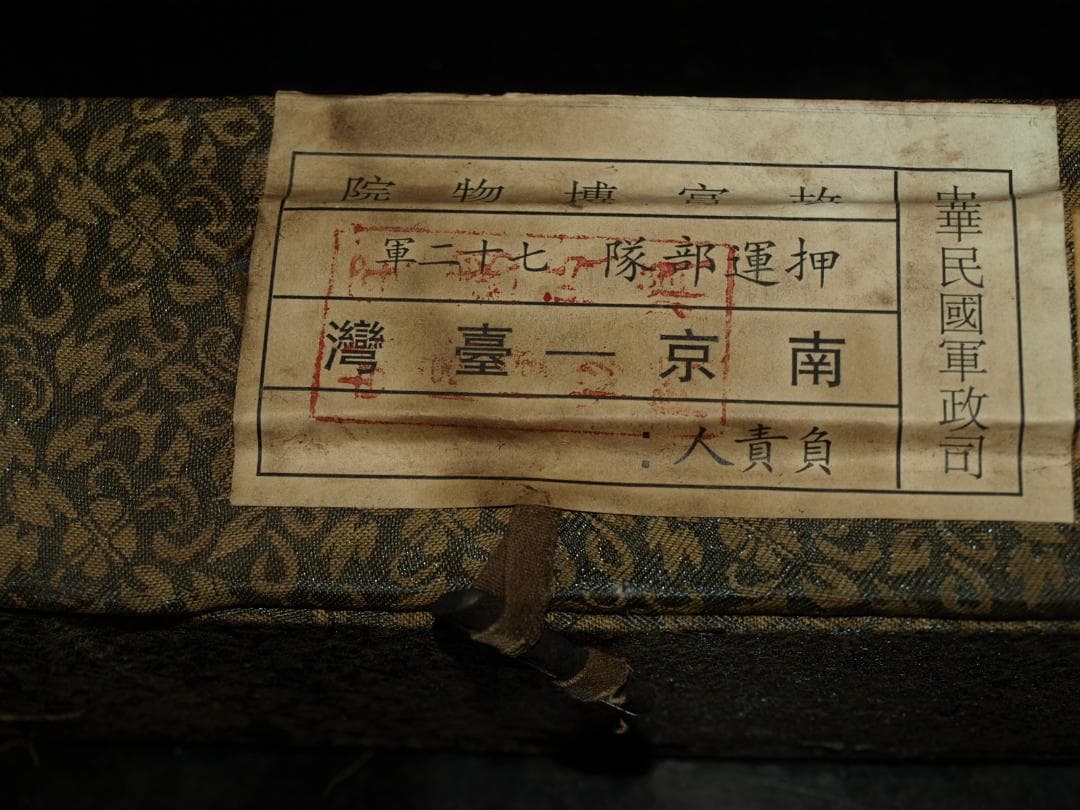 中華民國軍政司
故宮博物院
押運部隊 七十二軍
南京—臺灣
負責人：